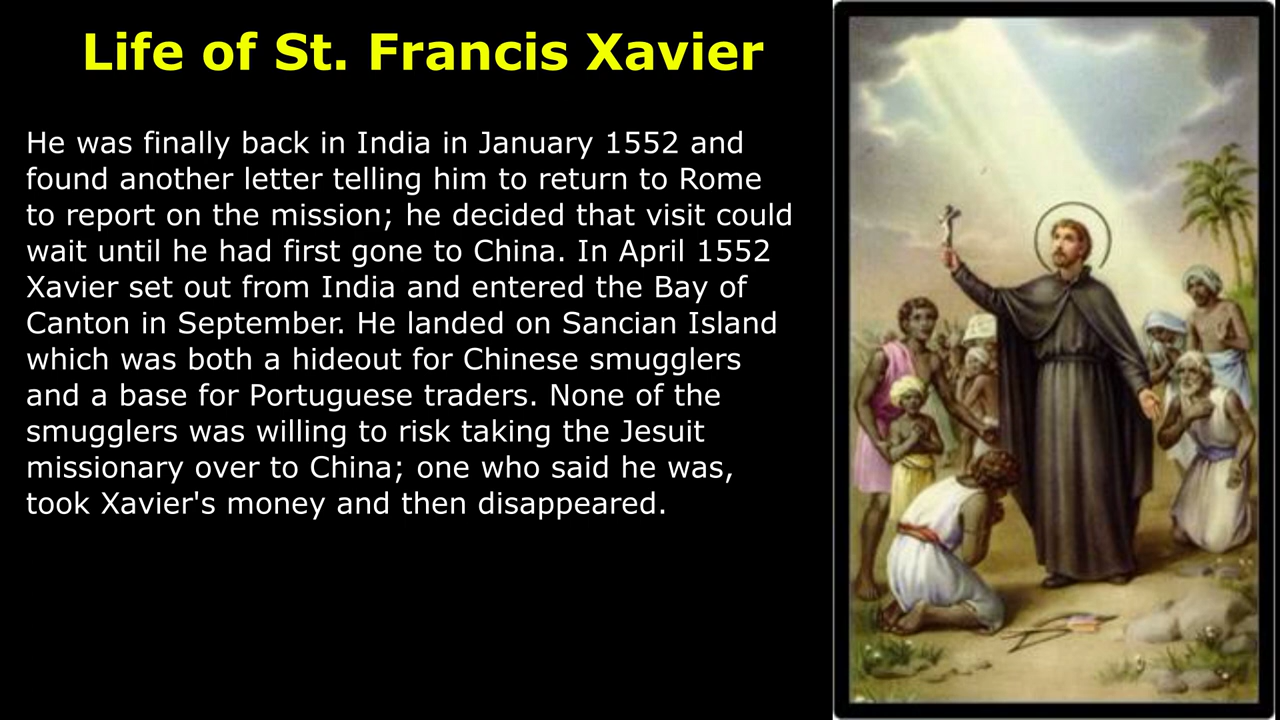 Life of St. Francis Xavier
He was finally back in India in January 1552 and
found another letter telling him to return to Rome
to report on the mission; he decided that visit could
wait until he had first gone to China. In April 1552
Xavier set out from India and entered the Bay of
Canton in September. He landed on Sancian Island
which was both a hideout for Chinese smugglers
and a base for Portuguese traders. None of the
smugglers was willing to risk taking the Jesuit
missionary over to China; one who said he was,
took Xavier's money and then disappeared.